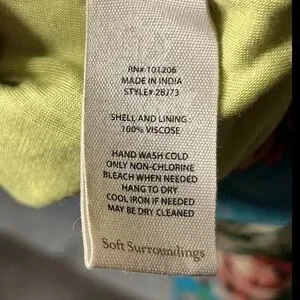 RN# 101206
MADE IN INDIA
STYLE# 2BJ73
SHELL AND LINING:
100% VISCOSE
HAND WASH COLD
ONLY NON-CHLORINE
BLEACH WHEN NEEDED
HANG TO DRY
COOL IRON IF NEEDED
MAY BE DRY CLEANED
Soft Surroundings